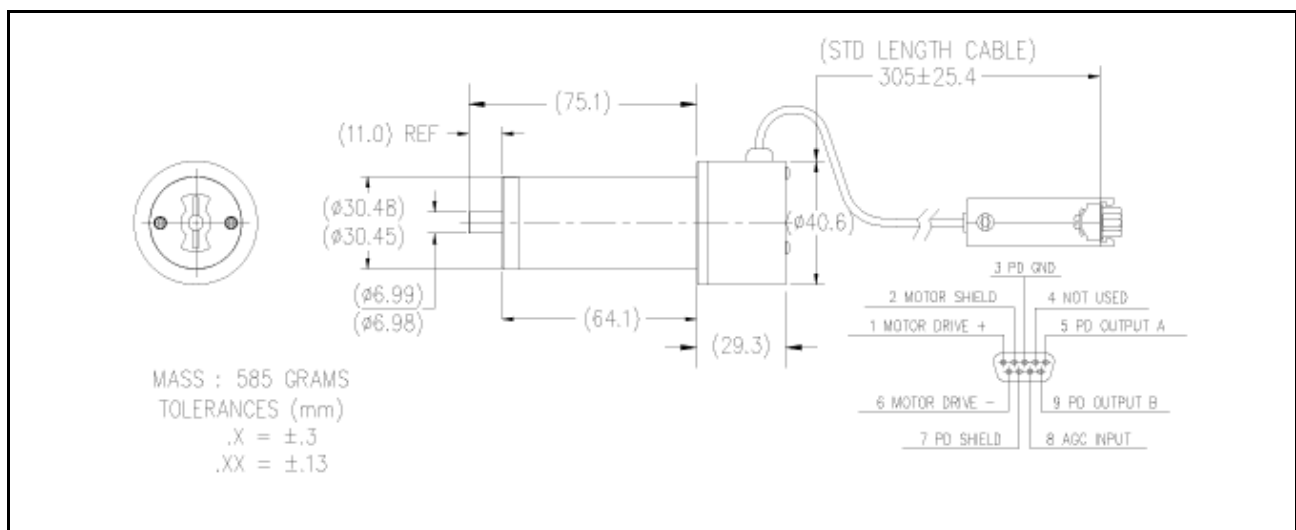 (STD LENGTH CABLE)
305±25.4
(75.1)
(11.0) REF
(ø30.48)
(ø30.45)
(ø40.6)
(ø6.99)
(ø6.98)
(64.1)
(29.3)
3 PD GND
2 MOTOR SHIELD
4 NOT USED
1 MOTOR DRIVE +
5 PD OUTPUT A
6 MOTOR DRIVE -
9 PD OUTPUT B
7 PD SHIELD
8 AGC INPUT
MASS : 585 GRAMS
TOLERANCES (mm)
.X = ±.3
.XX = ±.13